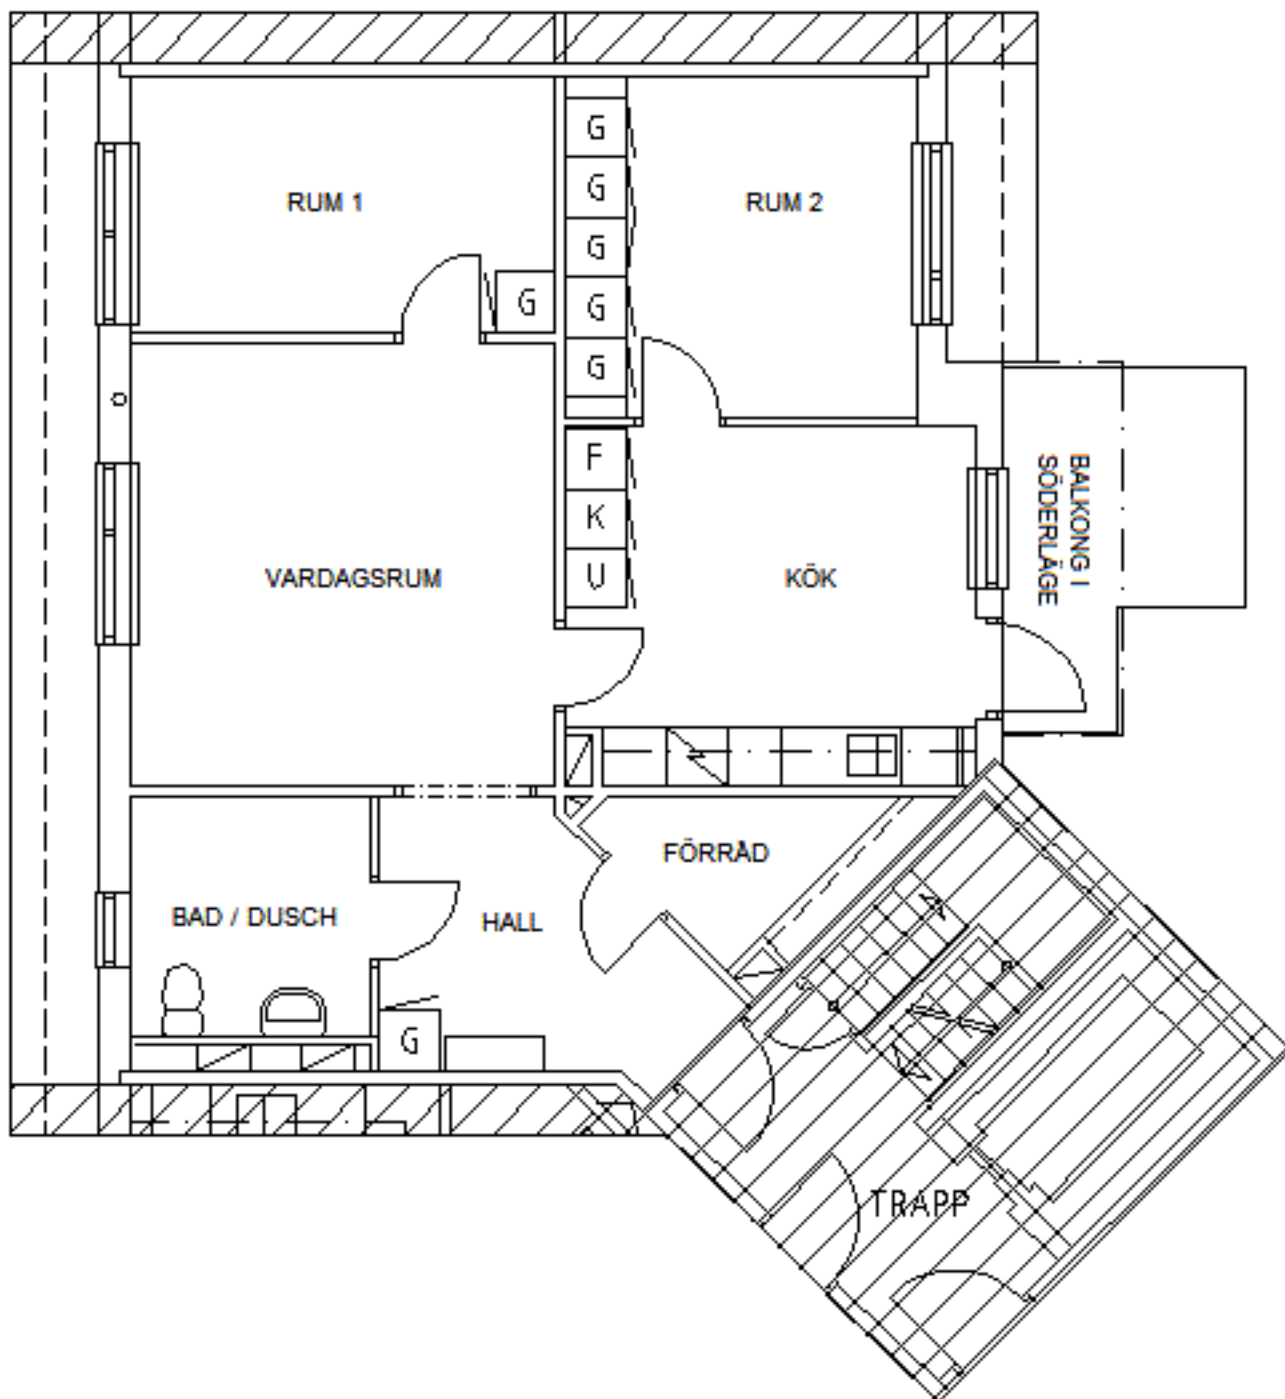 G
G
RUM 1
RUM 2
G
G
G
G
F
BALKONG I
SÖDERLÄGE
K
VARDAGSRUM
U
KÖK
FÖRRÅD
BAD / DUSCH
HALL
G
TRAPP